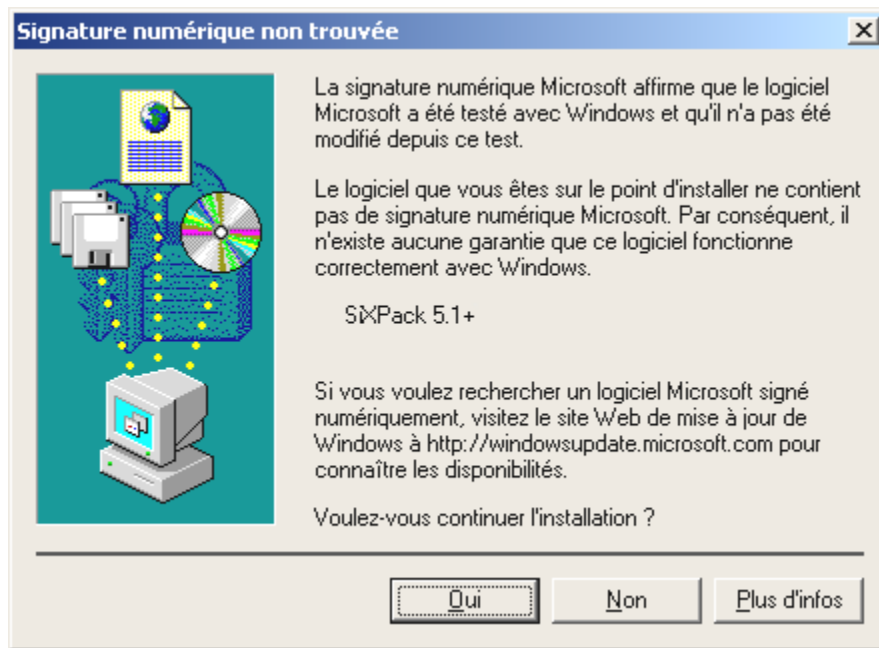 Signature numérique non trouvée
La signature numérique Microsoft affirme que le logiciel
Microsoft a été testé avec Windows et qu'il n'a pas été
modifié depuis ce test.
Le logiciel que vous êtes sur le point d'installer ne contient
pas de signature numérique Microsoft. Par conséquent, il
n'existe aucune garantie que ce logiciel fonctionne
correctement avec Windows.
SiXPack 5.1+
Si vous voulez rechercher un logiciel Microsoft signé
numériquement, visitez le site Web de mise à jour de
Windows à http://windowsupdate.microsoft.com pour
connaître les disponibilités.
Voulez-vous continuer l'installation ?
Oui Non Plus d'infos